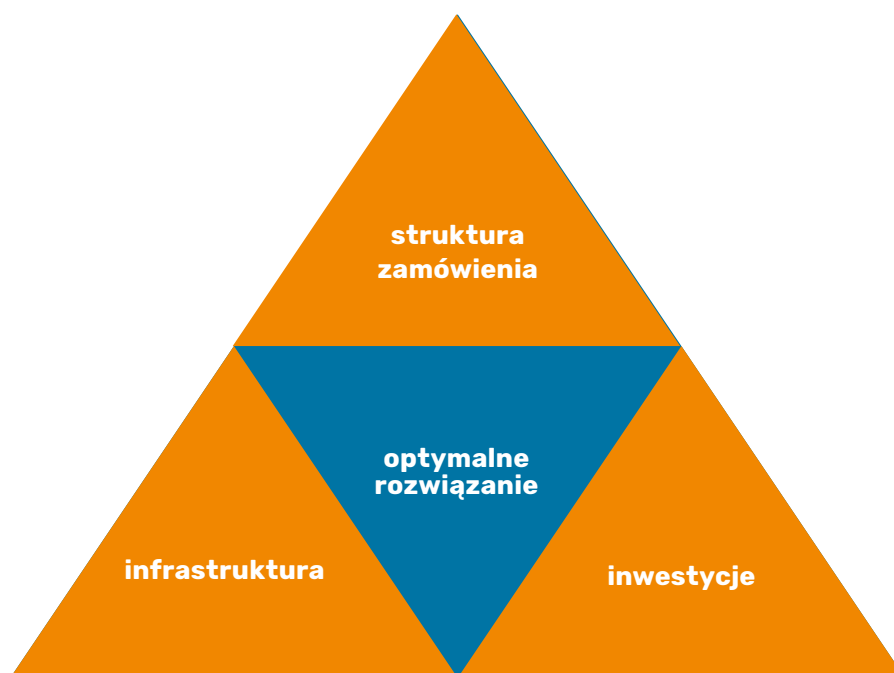 struktura
zamówienia
optymalne
rozwiązanie
infrastruktura
inwestycje